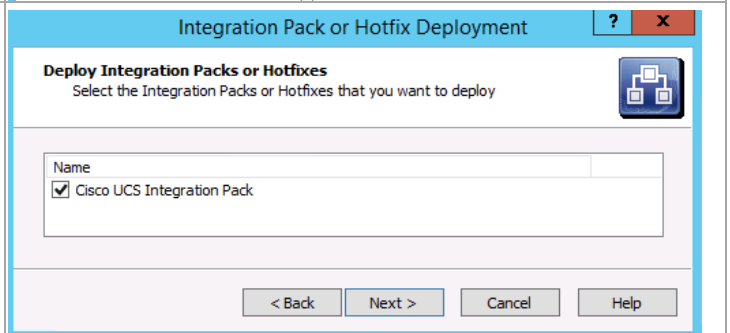 Integration Pack or Hotfix Deployment
? x
Deploy Integration Packs or Hotfixes
Select the Integration Packs or Hotfixes that you want to deploy
Name
Cisco UCS Integration Pack
< Back Next > Cancel Help